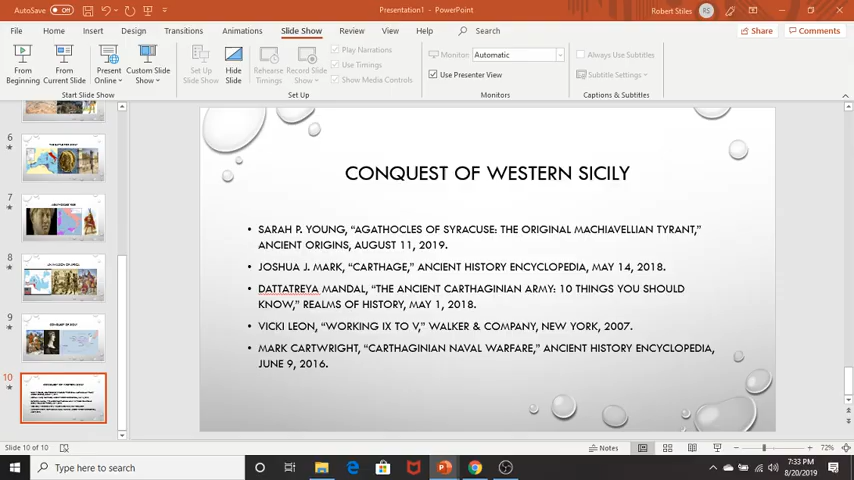 AutoSave Off
Presentation1 - PowerPoint
Robert Stiles RS
File Home Insert Design Transitions Animations Slide Show Review View Help Search Share Comments
From Beginning
From Current Slide
Present Online
Custom Slide Show
Set Up Slide Show
Hide Slide
Rehearse Timings
Record Slide Show
Play Narrations
Use Timings
Show Media Controls
Monitor: Automatic
Use Presenter View
Always Use Subtitles
Subtitle Settings
Start Slide Show Set Up Monitors Captions & Subtitles
6
7
8
9
10
CONQUEST OF WESTERN SICILY
• SARAH P. YOUNG, “AGATHOCLES OF SYRACUSE: THE ORIGINAL MACHIAVELLIAN TYRANT,”
ANCIENT ORIGINS, AUGUST 11, 2019.
• JOSHUA J. MARK, “CARTHAGE,” ANCIENT HISTORY ENCYCLOPEDIA, MAY 14, 2018.
• DATTATREYA MANDAL, “THE ANCIENT CARTHAGINIAN ARMY: 10 THINGS YOU SHOULD
KNOW,” REALMS OF HISTORY, MAY 1, 2018.
• VICKI LEON, “WORKING IX TO V,” WALKER & COMPANY, NEW YORK, 2007.
• MARK CARTWRIGHT, “CARTHAGINIAN NAVAL WARFARE,” ANCIENT HISTORY ENCYCLOPEDIA,
JUNE 9, 2016.
Slide 10 of 10
Notes
72%
Type here to search
7:33 PM
8/20/2019